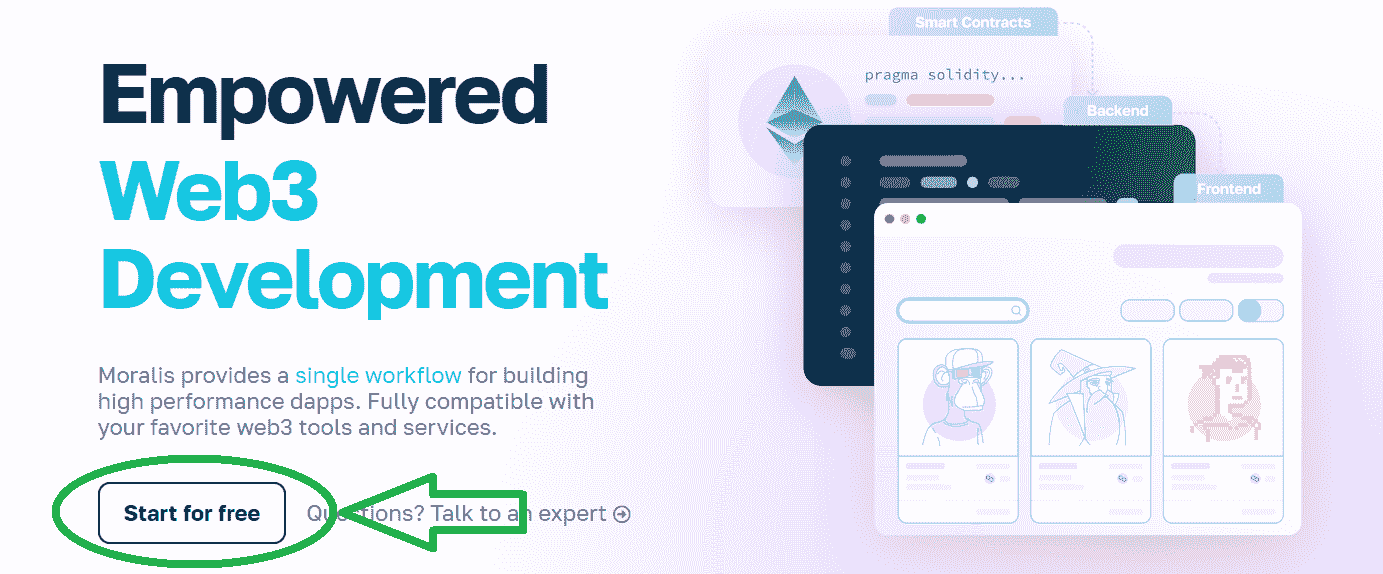 Empowered
Web3
Development
Moralis provides a single workflow for building
high performance dapps. Fully compatible with
your favorite web3 tools and services.
Start for free
Questions? Talk to an expert
Smart Contracts
pragma solidity...
Backend
Frontend